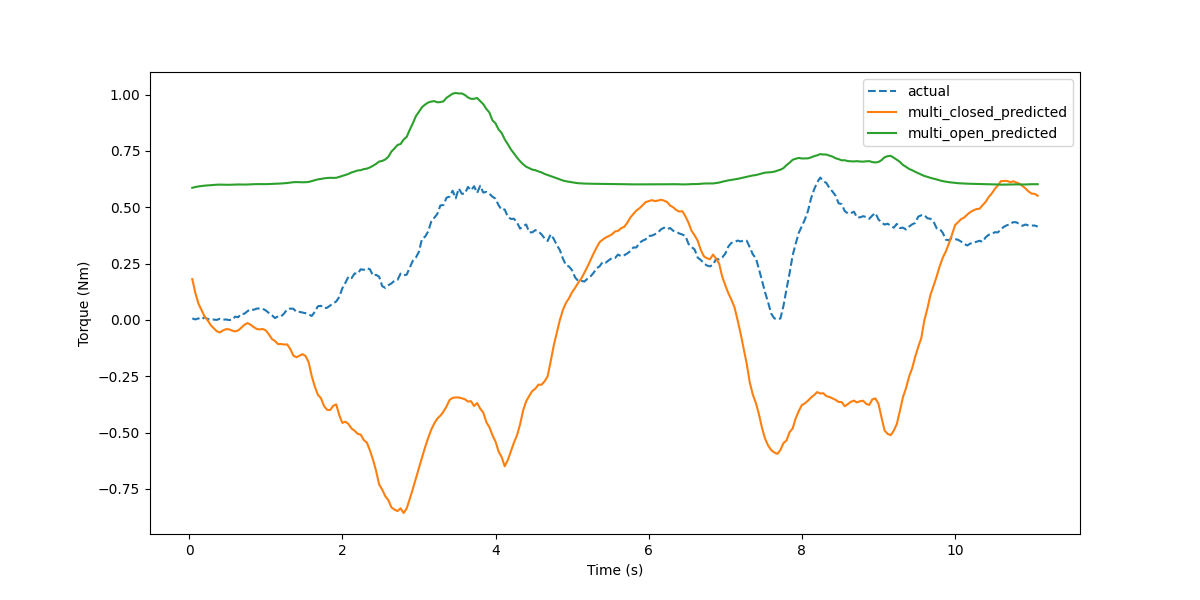 actual
multi_closed_predicted
multi_open_predicted
1.00
0.75
0.50
0.25
0.00
−0.25
−0.50
−0.75
Torque (Nm)
0 2 4 6 8 10
Time (s)